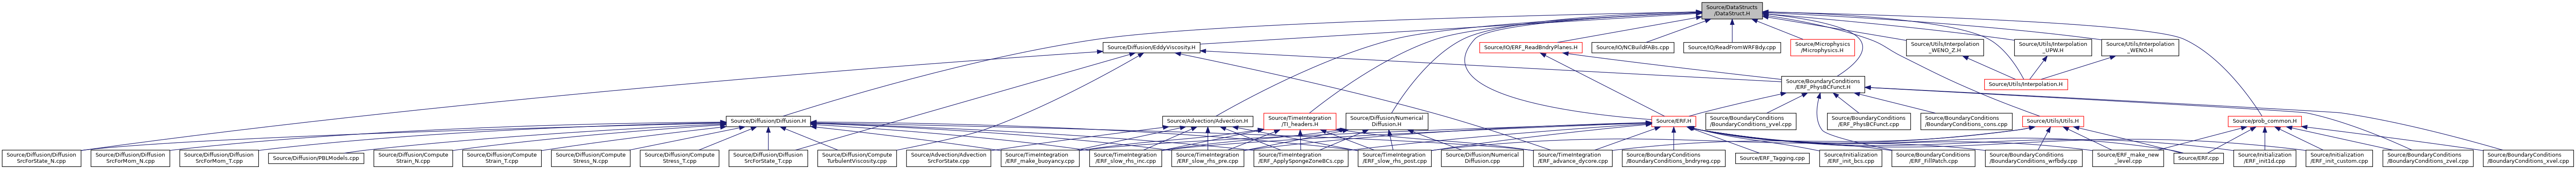 Source/DataStructs
/DataStruct.H
Source/Diffusion/EddyViscosity.H
Source/IO/ERF_ReadBndryPlanes.H
Source/IO/NCBuildFABs.cpp
Source/IO/ReadFromWRFBdy.cpp
Source/Microphysics
/Microphysics.H
Source/Utils/Interpolation
_WENO_Z.H
Source/Utils/Interpolation
_UPW.H
Source/Utils/Interpolation
_WENO.H
Source/BoundaryConditions
/ERF_PhysBCFunct.H
Source/Utils/Interpolation.H
Source/Diffusion/Diffusion.H
Source/Advection/Advection.H
Source/TimeIntegration
/TI_headers.H
Source/Diffusion/Numerical
Diffusion.H
Source/ERF.H
Source/BoundaryConditions
/BoundaryConditions_yvel.cpp
Source/BoundaryConditions
/ERF_PhysBCFunct.cpp
Source/BoundaryConditions
/BoundaryConditions_cons.cpp
Source/Utils/Utils.H
Source/prob_common.H
Source/Diffusion/Diffusion
SrcForState_N.cpp
Source/Diffusion/Diffusion
SrcForMom_N.cpp
Source/Diffusion/Diffusion
SrcForMom_T.cpp
Source/Diffusion/PBLModels.cpp
Source/Diffusion/Compute
Strain_N.cpp
Source/Diffusion/Compute
Strain_T.cpp
Source/Diffusion/Compute
Stress_N.cpp
Source/Diffusion/Compute
Stress_T.cpp
Source/Diffusion/Diffusion
SrcForState_T.cpp
Source/Diffusion/Compute
TurbulentViscosity.cpp
Source/Advection/Advection
SrcForState.cpp
Source/TimeIntegration
/ERF_make_buoyancy.cpp
Source/TimeIntegration
/ERF_slow_rhs_inc.cpp
Source/TimeIntegration
/ERF_slow_rhs_pre.cpp
Source/TimeIntegration
/ERF_ApplySpongeZoneBCs.cpp
Source/TimeIntegration
/ERF_slow_rhs_post.cpp
Source/Diffusion/Numerical
Diffusion.cpp
Source/TimeIntegration
/ERF_advance_dycore.cpp
Source/BoundaryConditions
/BoundaryConditions_bndryreg.cpp
Source/ERF_Tagging.cpp
Source/Initialization
/ERF_init_bcs.cpp
Source/BoundaryConditions
/ERF_FillPatch.cpp
Source/BoundaryConditions
/BoundaryConditions_wrfbdy.cpp
Source/ERF_make_new
_level.cpp
Source/ERF.cpp
Source/Initialization
/ERF_init1d.cpp
Source/Initialization
/ERF_init_custom.cpp
Source/BoundaryConditions
/BoundaryConditions_zvel.cpp
Source/BoundaryConditions
/BoundaryConditions_xvel.cpp